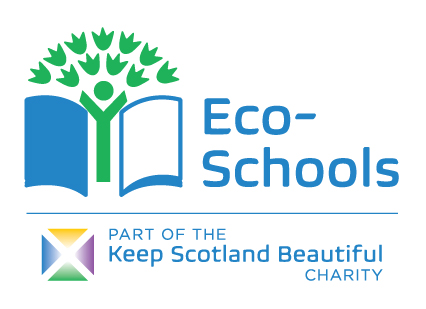 Eco-
Schools
PART OF THE
Keep Scotland Beautiful
CHARITY